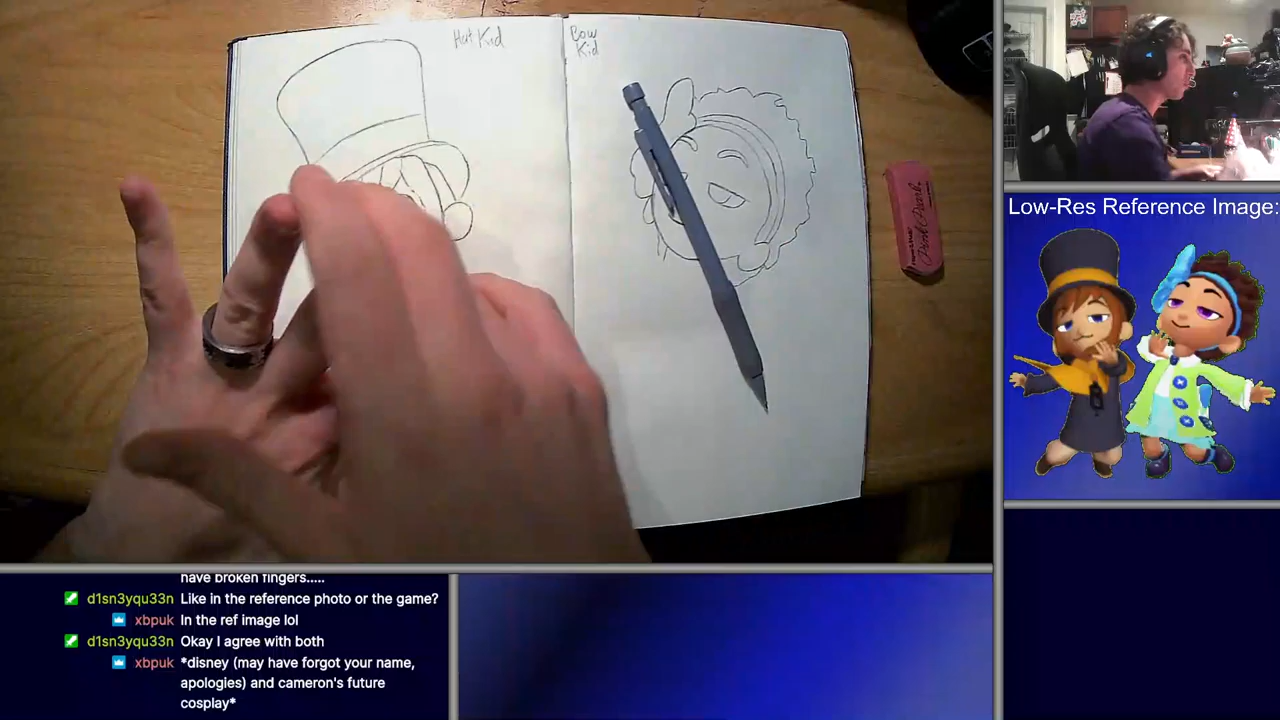 Hat Kid
Bow
Kid
Pink Pearl
Low-Res Reference Image:
have broken fingers.....
d1sn3yqu33n Like in the reference photo or the game?
xbpuk In the ref image lol
d1sn3yqu33n Okay I agree with both
xbpuk *disney (may have forgot your name,
apologies) and cameron's future
cosplay*